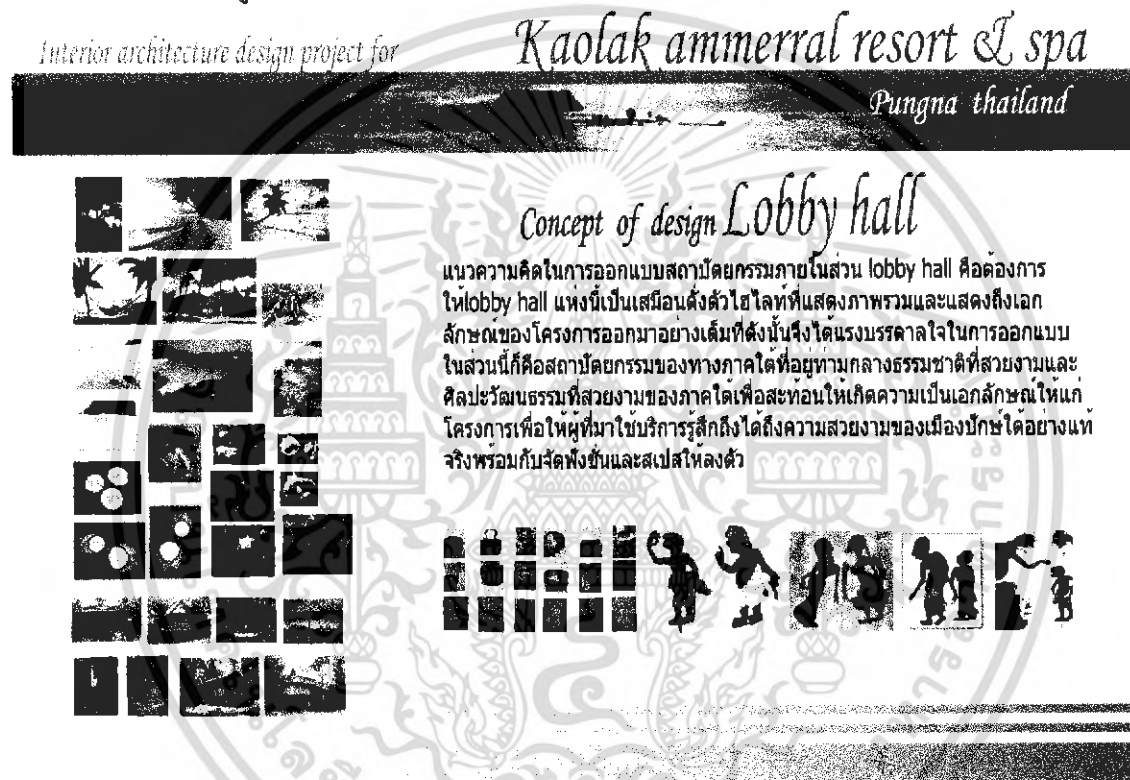 Interior architecture design project for
Kaolak ammerral resort & spa
Pungna thailand
Concept of design Lobby hall
แนวความคิดในการออกแบบสถาปัตยกรรมภายในส่วน lobby hall คือต้องการ
ให้lobby hall แห่งนี้เป็นเสมือนดั่งตัวไฮไลท์ที่แสดงภาพรวมและแสดงถึงเอก
ลักษณ์ของโครงการออกมาอย่างเต็มที่ดังนั้นจึงได้แรงบรรดาลใจในการออกแบบ
ในส่วนนี้ก็คือสถาปัตยกรรมของทางภาคใต้ที่อยู่ท่ามกลางธรรมชาติที่สวยงามและ
ศิลปะวัฒนธรรมที่สวยงามของภาคใต้เพื่อสะท้อนให้เกิดความเป็นเอกลักษณ์ให้แก่
โครงการเพื่อให้ผู้ที่มาใช้บริการรู้สึกถึงได้ถึงความสวยงามของเมืองปักษ์ใต้อย่างแท้
จริงพร้อมกับจัดฟังชั่นและสเปสให้ลงตัว